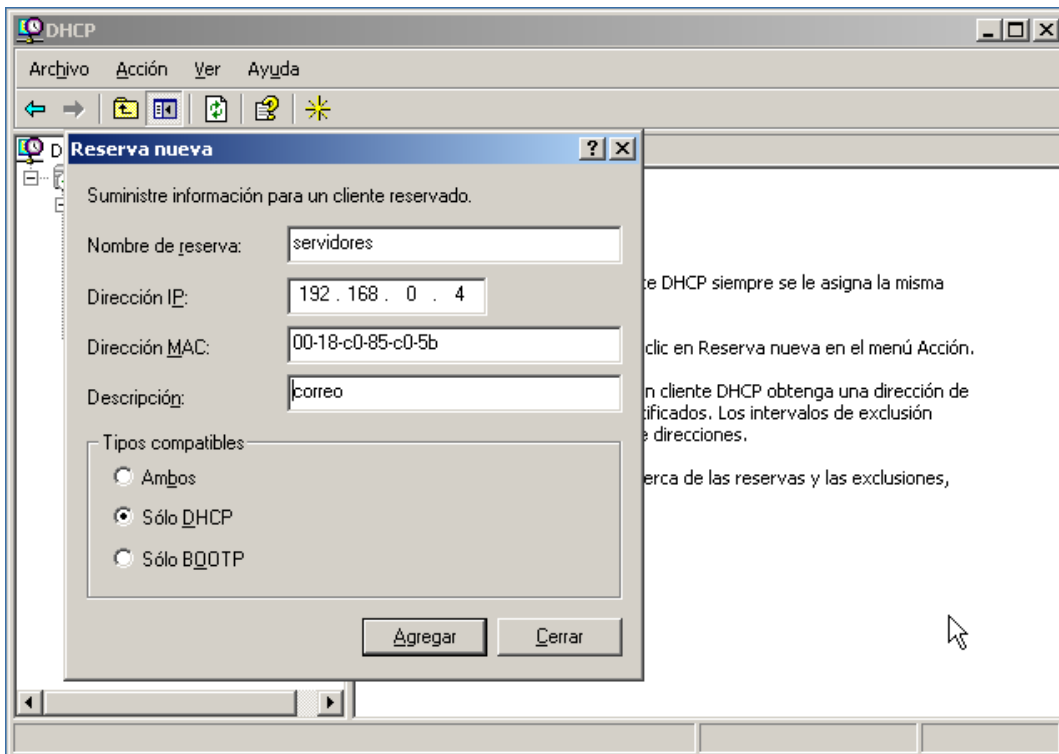 DHCP
Archivo Acción Ver Ayuda
D
Reserva nueva
Suministre información para un cliente reservado.
Nombre de reserva: servidores
Dirección IP: 192 . 168 . 0 . 4
Dirección MAC: 00-18-c0-85-c0-5b
Descripción: correo
Tipos compatibles
Ambos
Sólo DHCP
Sólo BOOTP
Agregar Cerrar
te DHCP siempre se le asigna la misma
clic en Reserva nueva en el menú Acción.
n cliente DHCP obtenga una dirección de
cificados. Los intervalos de exclusión
e direcciones.
erca de las reservas y las exclusiones,